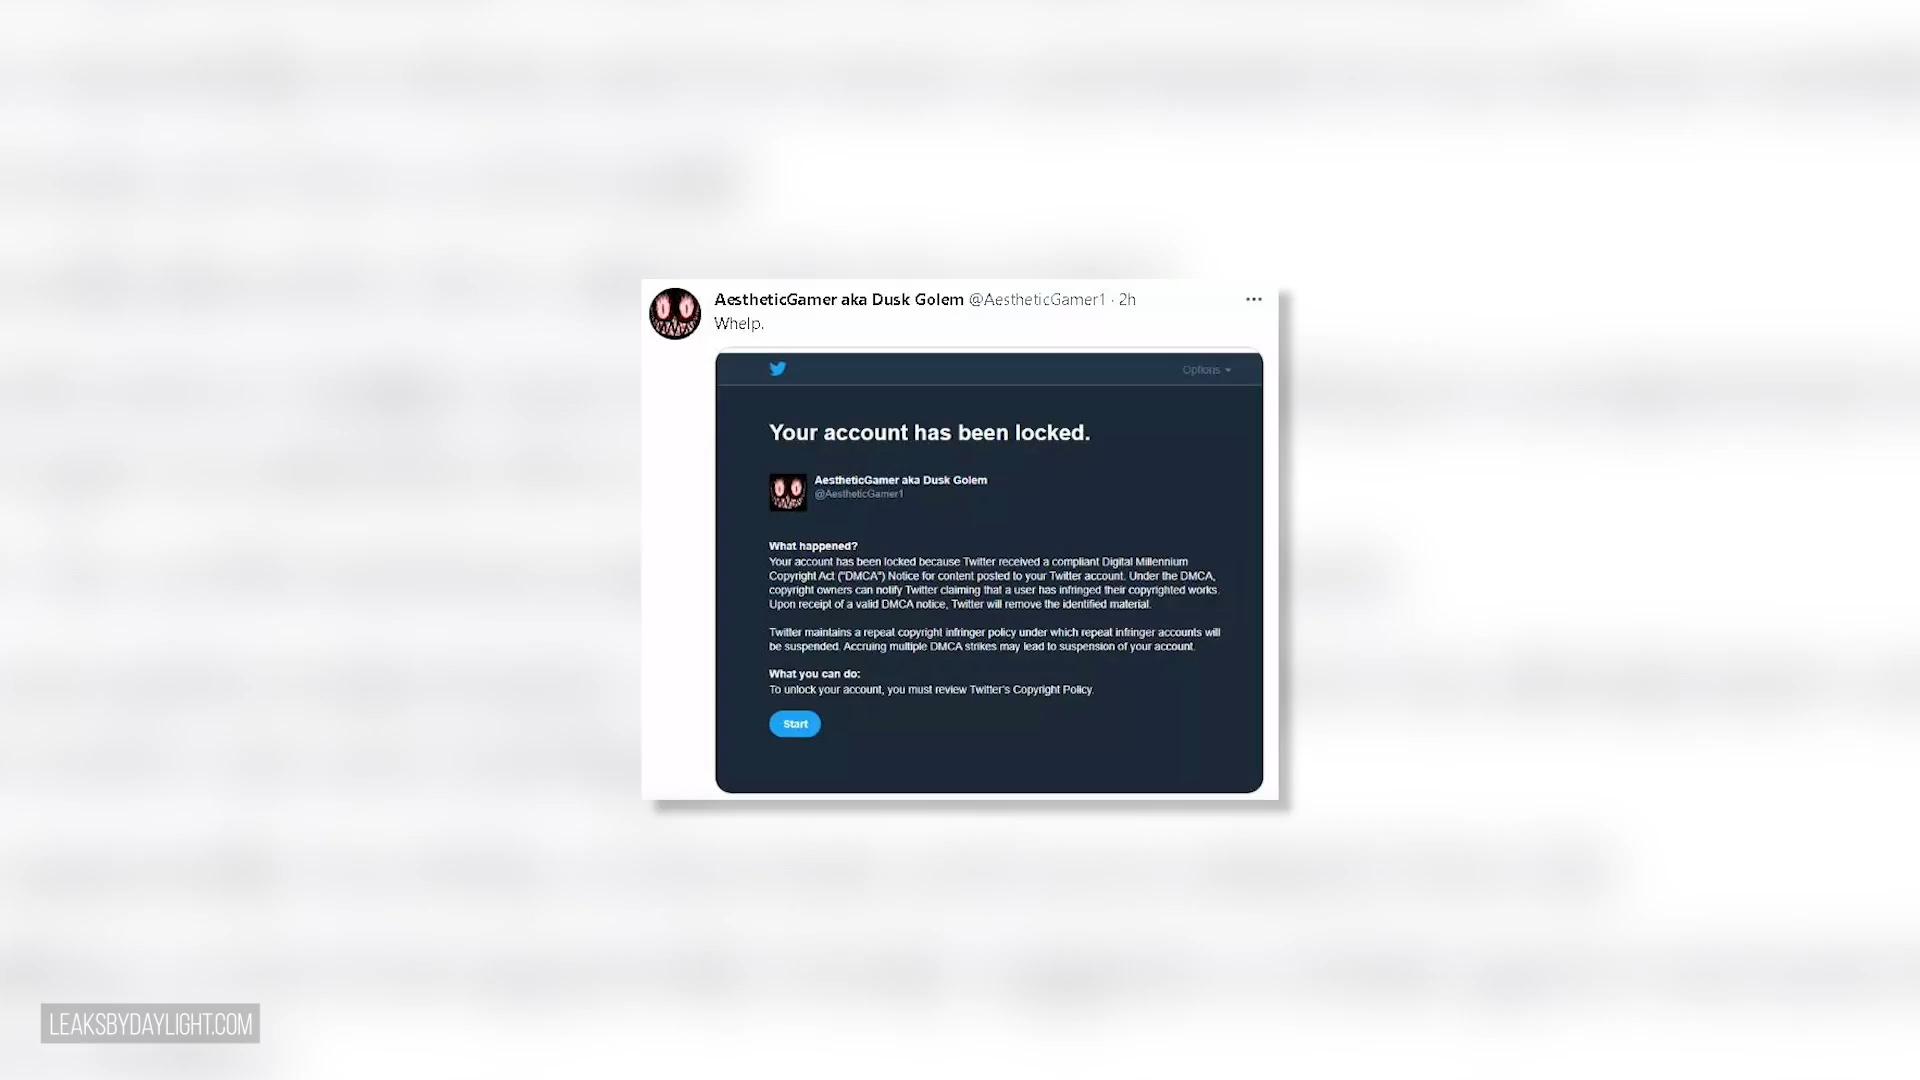 AestheticGamer aka Dusk Golem @AestheticGamer1 · 2h
Whelp.
Options
Your account has been locked.
AestheticGamer aka Dusk Golem
@AestheticGamer1
What happened?
Your account has been locked because Twitter received a compliant Digital Millennium
Copyright Act ("DMCA") Notice for content posted to your Twitter account. Under the DMCA,
copyright owners can notify Twitter claiming that a user has infringed their copyrighted works.
Upon receipt of a valid DMCA notice, Twitter will remove the identified material.
Twitter maintains a repeat copyright infringer policy under which repeat infringer accounts will
be suspended. Accruing multiple DMCA strikes may lead to suspension of your account.
What you can do:
To unlock your account, you must review Twitter's Copyright Policy.
Start
LEAKSBYDAYLIGHT.COM